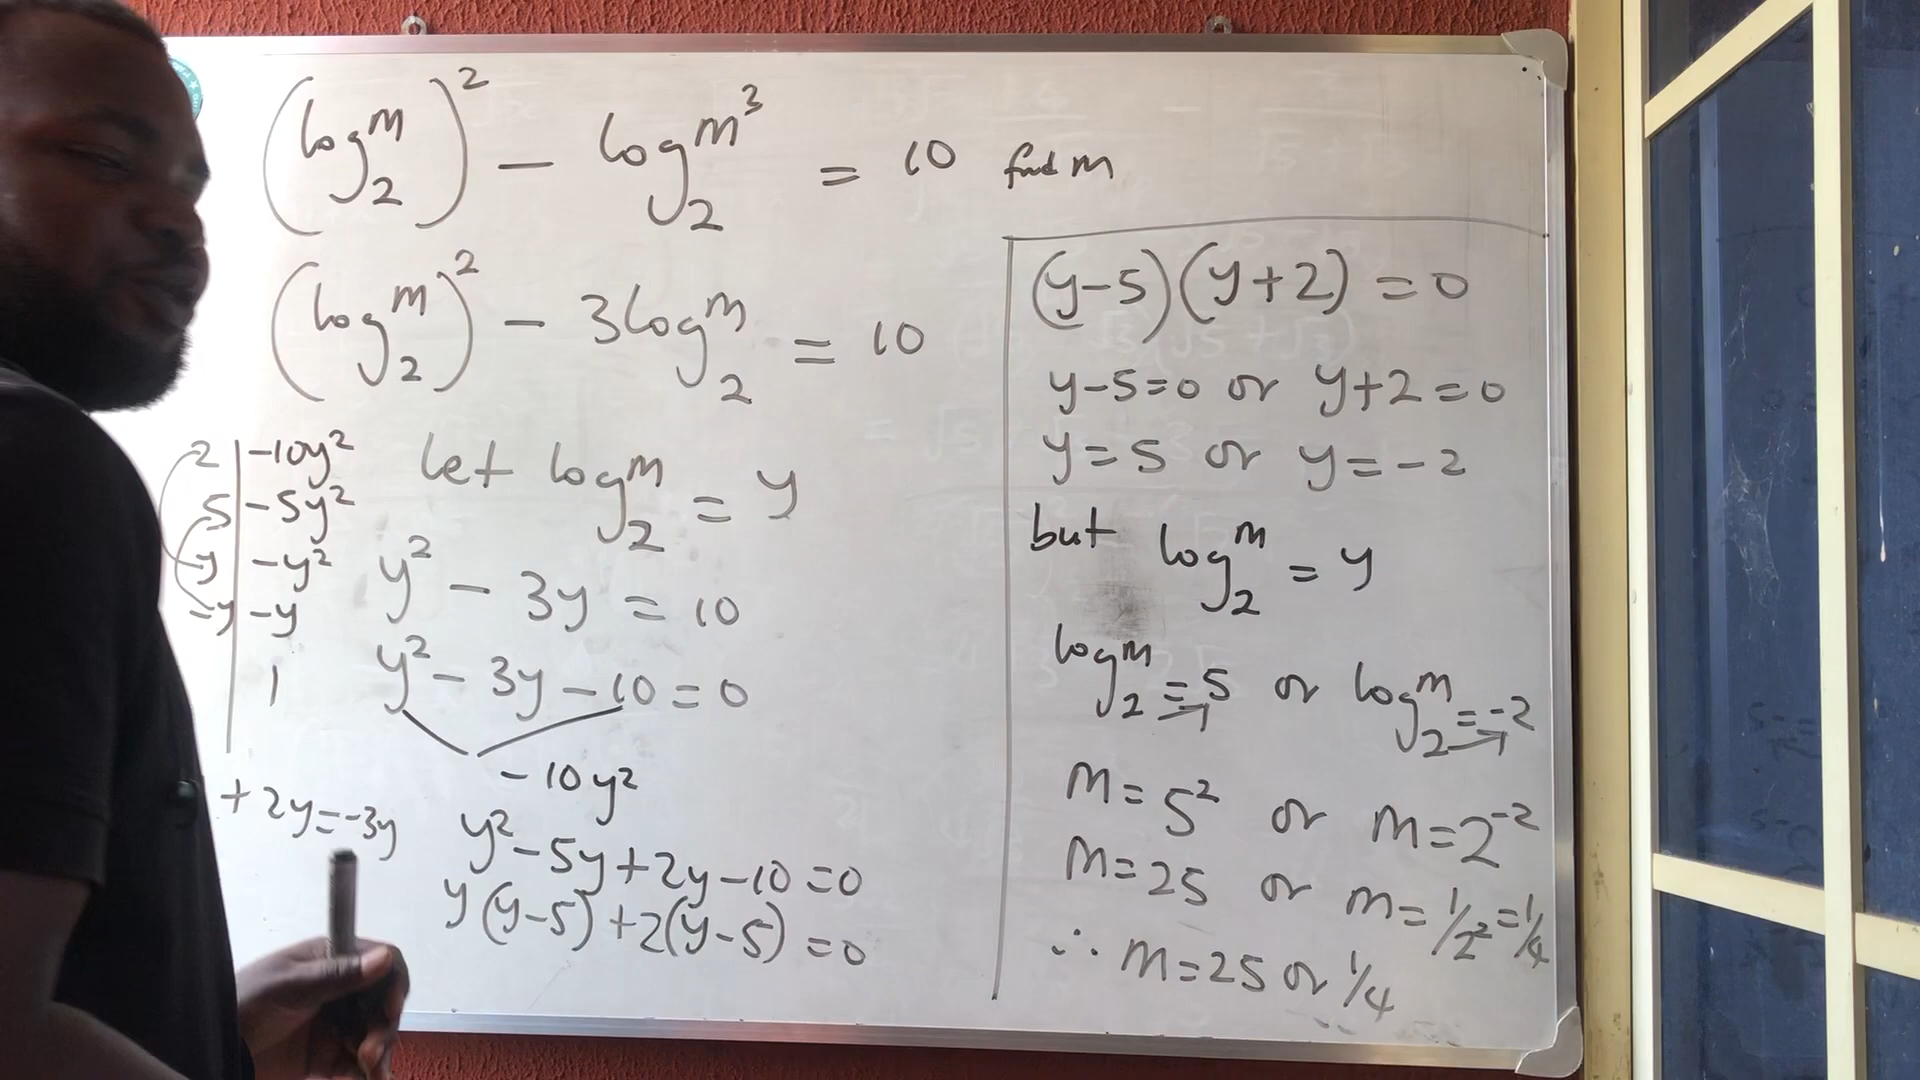 (log₂m)² - log₂m³ = 10 find m
(log₂m)² - 3log₂m = 10
2 | -10y²
5 | -5y²
y | -y²
-y | -y
1
let log₂m = y
y² - 3y = 10
y² - 3y - 10 = 0
-10y²
+2y = -3y
y² - 5y + 2y - 10 = 0
y(y-5) + 2(y-5) = 0
(y-5)(y+2) = 0
y-5=0 or y+2=0
y=5 or y=-2
but log₂m = y
log₂m = 5 or log₂m = -2
m = 5² or m = 2⁻²
m = 25 or m = 1/2² = 1/4
∴ m = 25 or 1/4